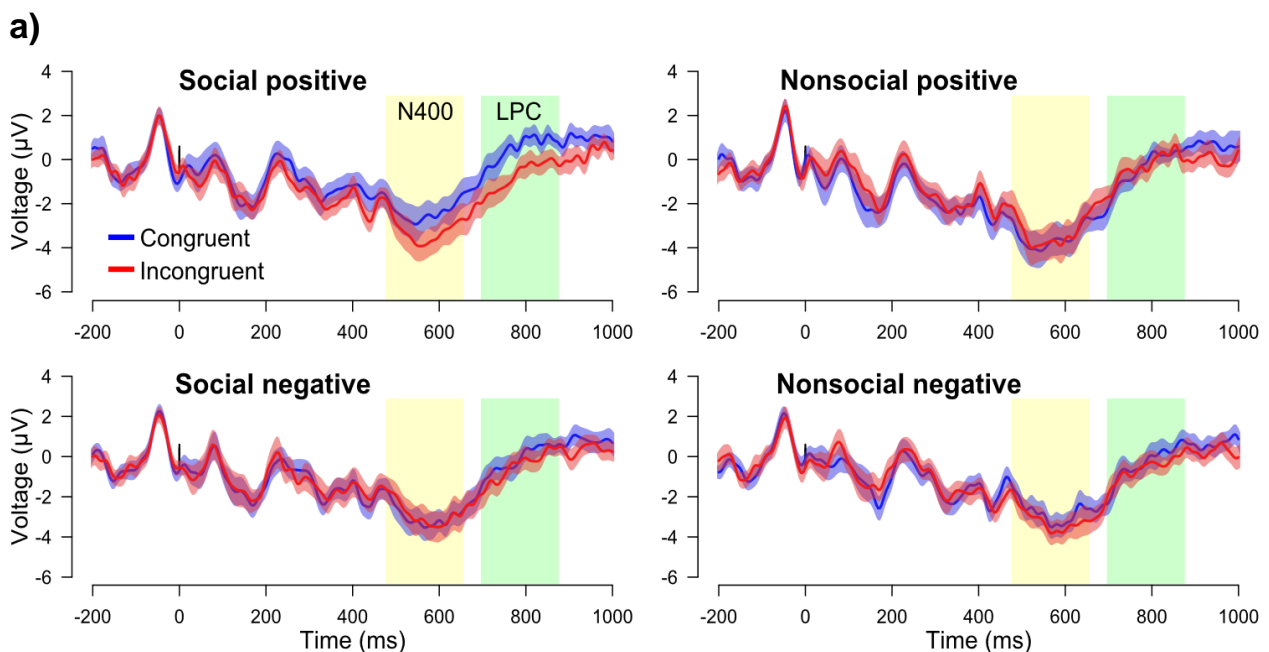 a)
Social positive
Nonsocial positive
N400
LPC
Voltage (µV)
4
2
0
-2
-4
-6
Congruent
Incongruent
-200 0 200 400 600 800 1000
4
2
0
-2
-4
-6
-200 0 200 400 600 800 1000
Social negative
Nonsocial negative
Voltage (µV)
4
2
0
-2
-4
-6
-200 0 200 400 600 800 1000
Time (ms)
4
2
0
-2
-4
-6
-200 0 200 400 600 800 1000
Time (ms)